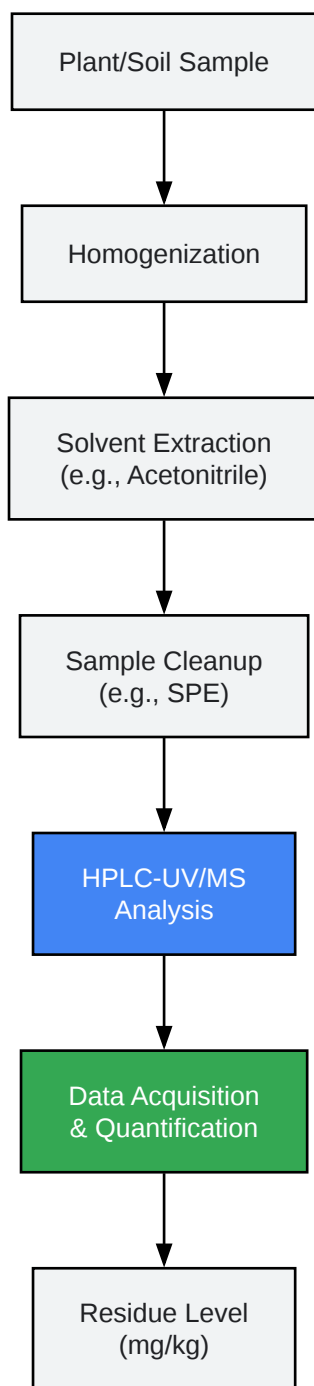 Plant/Soil Sample
Homogenization
Solvent Extraction
(e.g., Acetonitrile)
Sample Cleanup
(e.g., SPE)
HPLC-UV/MS
Analysis
Data Acquisition
& Quantification
Residue Level
(mg/kg)